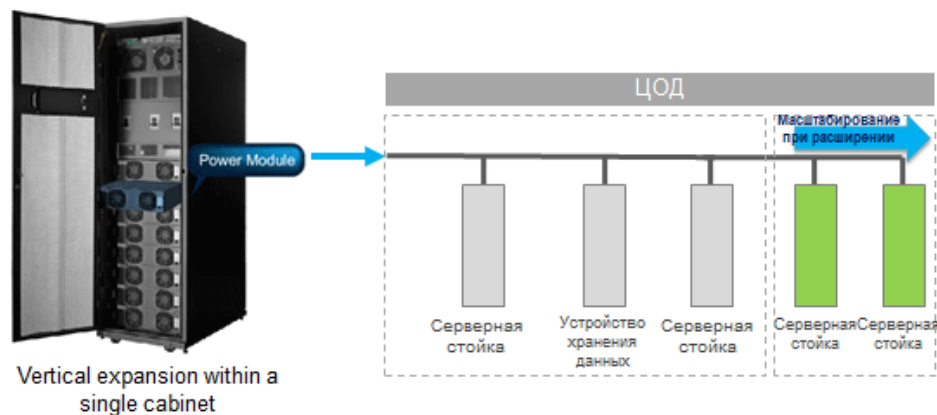 ЦОД
Масштабирование
при расширении
Power Module
Серверная
стойка
Устройство
хранения
данных
Серверная
стойка
Серверная
стойка
Серверная
стойка
Vertical expansion within a
single cabinet